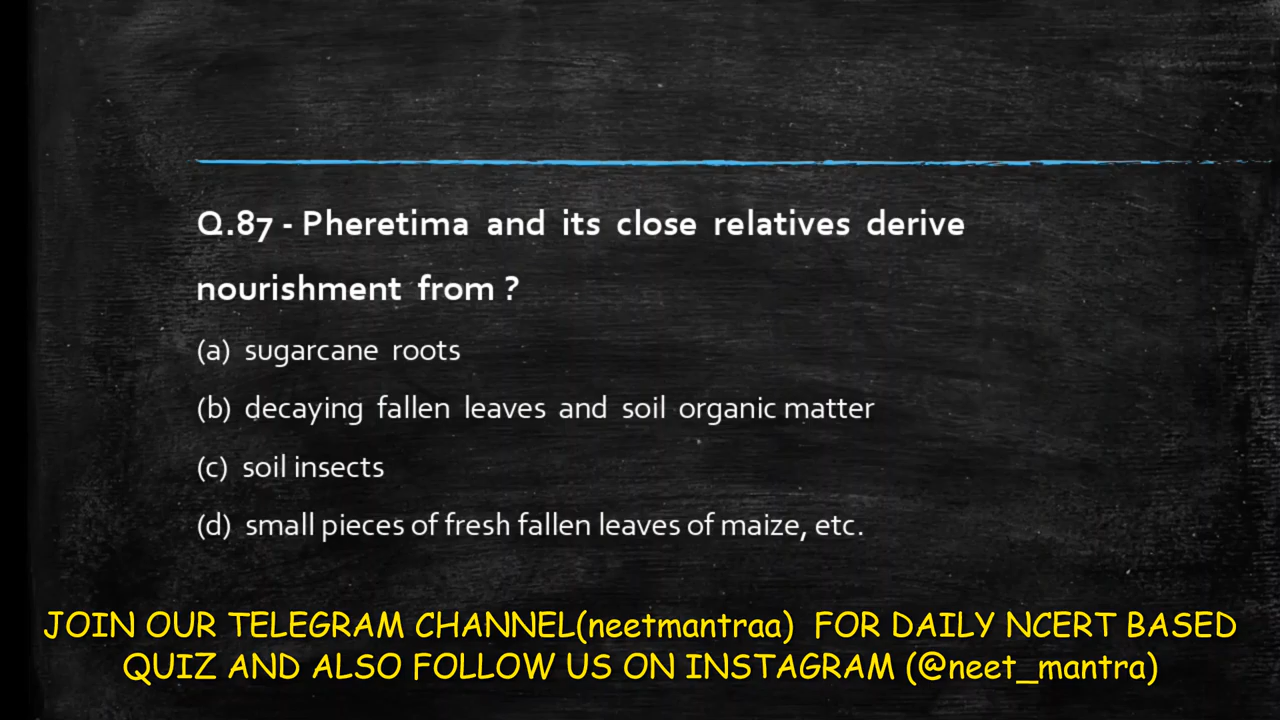 Q.87 - Pheretima and its close relatives derive
nourishment from ?
(a) sugarcane roots
(b) decaying fallen leaves and soil organic matter
(c) soil insects
(d) small pieces of fresh fallen leaves of maize, etc.
JOIN OUR TELEGRAM CHANNEL(neetmantraa) FOR DAILY NCERT BASED
QUIZ AND ALSO FOLLOW US ON INSTAGRAM (@neet_mantra)